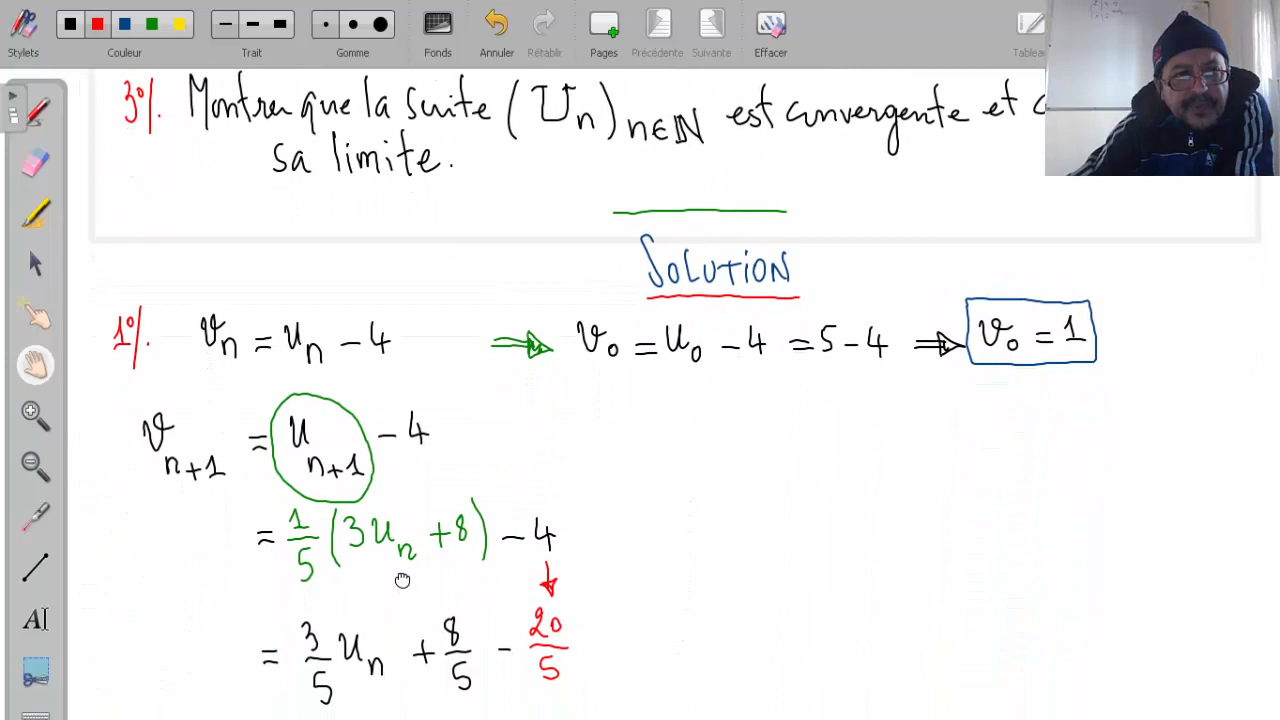 Stylets Couleur Trait Gomme Fonds Annuler Rétablir Pages Précédente Suivante Effacer Tableau
3°/. Montrer que la suite (Un)n∈ℕ est convergente et c
sa limite.
SOLUTION
1°/. Vn = Un - 4 ⇒ V0 = U0 - 4 = 5 - 4 ⇒ V0 = 1
Vn+1 = Un+1 - 4
= 1/5 (3Un + 8) - 4
= 3/5 Un + 8/5 - 20/5
A